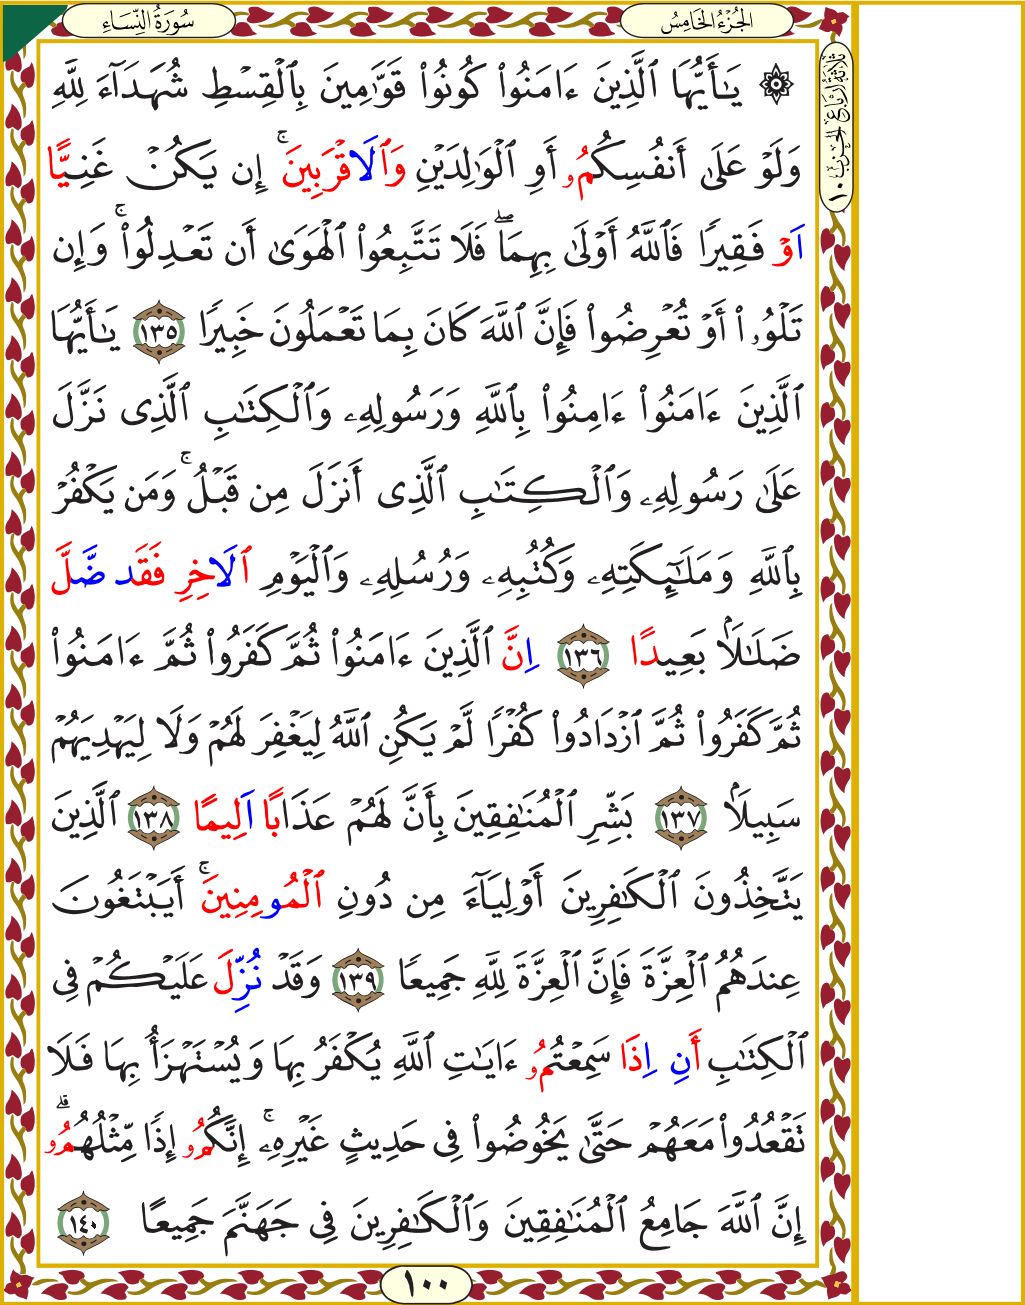 سُورَةُ النِّسَاءِ
الجُزْءُ الخَامِسُ
ثَلَاثَةُ أَرْبَاعِ الحِزْبِ ١٠
۞ يَٰٓأَيُّهَا ٱلَّذِينَ ءَامَنُواْ كُونُواْ قَوَّٰمِينَ بِٱلْقِسْطِ شُهَدَآءَ لِلَّهِ
وَلَوْ عَلَىٰٓ أَنفُسِكُمُۥ أَوِ ٱلْوَٰلِدَيْنِ وَٱلَاقْرَبِينَ ۚ إِن يَكُنْ غَنِيًّا
اَوْ فَقِيرًا فَٱللَّهُ أَوْلَىٰ بِهِمَا ۖ فَلَا تَتَّبِعُواْ ٱلْهَوَىٰٓ أَن تَعْدِلُواْ ۚ وَإِن
تَلْوُۥٓاْ أَوْ تُعْرِضُواْ فَإِنَّ ٱللَّهَ كَانَ بِمَا تَعْمَلُونَ خَبِيرًا ١٣٥ يَٰٓأَيُّهَا
ٱلَّذِينَ ءَامَنُوٓاْ ءَامِنُواْ بِٱللَّهِ وَرَسُولِهِۦ وَٱلْكِتَٰبِ ٱلَّذِى نَزَّلَ
عَلَىٰ رَسُولِهِۦ وَٱلْكِتَٰبِ ٱلَّذِىٓ أَنزَلَ مِن قَبْلُ ۚ وَمَن يَكْفُرْ
بِٱللَّهِ وَمَلَٰٓئِكَتِهِۦ وَكُتُبِهِۦ وَرُسُلِهِۦ وَٱلْيَوْمِ ٱلَاخِرِ فَقَد ضَّلَّ
ضَلَٰلًۢا بَعِيدًا ١٣٦ اِنَّ ٱلَّذِينَ ءَامَنُواْ ثُمَّ كَفَرُواْ ثُمَّ ءَامَنُواْ
ثُمَّ كَفَرُواْ ثُمَّ ٱزْدَادُواْ كُفْرًا لَّمْ يَكُنِ ٱللَّهُ لِيَغْفِرَ لَهُمْ وَلَا لِيَهْدِيَهُمْ
سَبِيلًۢا ١٣٧ بَشِّرِ ٱلْمُنَٰفِقِينَ بِأَنَّ لَهُمْ عَذَابًا اَلِيمًا ١٣٨ ٱلَّذِينَ
يَتَّخِذُونَ ٱلْكَٰفِرِينَ أَوْلِيَآءَ مِن دُونِ ٱلْمُومِنِينَ ۚ أَيَبْتَغُونَ
عِندَهُمُ ٱلْعِزَّةَ فَإِنَّ ٱلْعِزَّةَ لِلَّهِ جَمِيعًا ١٣٩ وَقَدْ نُزِّلَ عَلَيْكُمْ فِى
ٱلْكِتَٰبِ أَنِ اِذَا سَمِعْتُمُۥٓ ءَايَٰتِ ٱللَّهِ يُكْفَرُ بِهَا وَيُسْتَهْزَأُ بِهَا فَلَا
تَقْعُدُواْ مَعَهُمْ حَتَّىٰ يَخُوضُواْ فِى حَدِيثٍ غَيْرِهِۦٓ ۚ إِنَّكُمُۥٓ إِذًا مِّثْلُهُمُۥٓ ۗ
إِنَّ ٱللَّهَ جَامِعُ ٱلْمُنَٰفِقِينَ وَٱلْكَٰفِرِينَ فِى جَهَنَّمَ جَمِيعًا ١٤٠
١٠٠